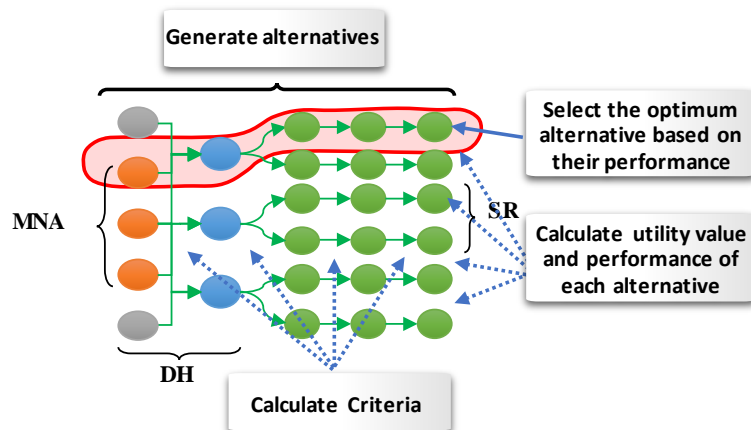 Generate alternatives
Select the optimum
alternative based on
their performance
MNA
SR
Calculate utility value
and performance of
each alternative
DH
Calculate Criteria